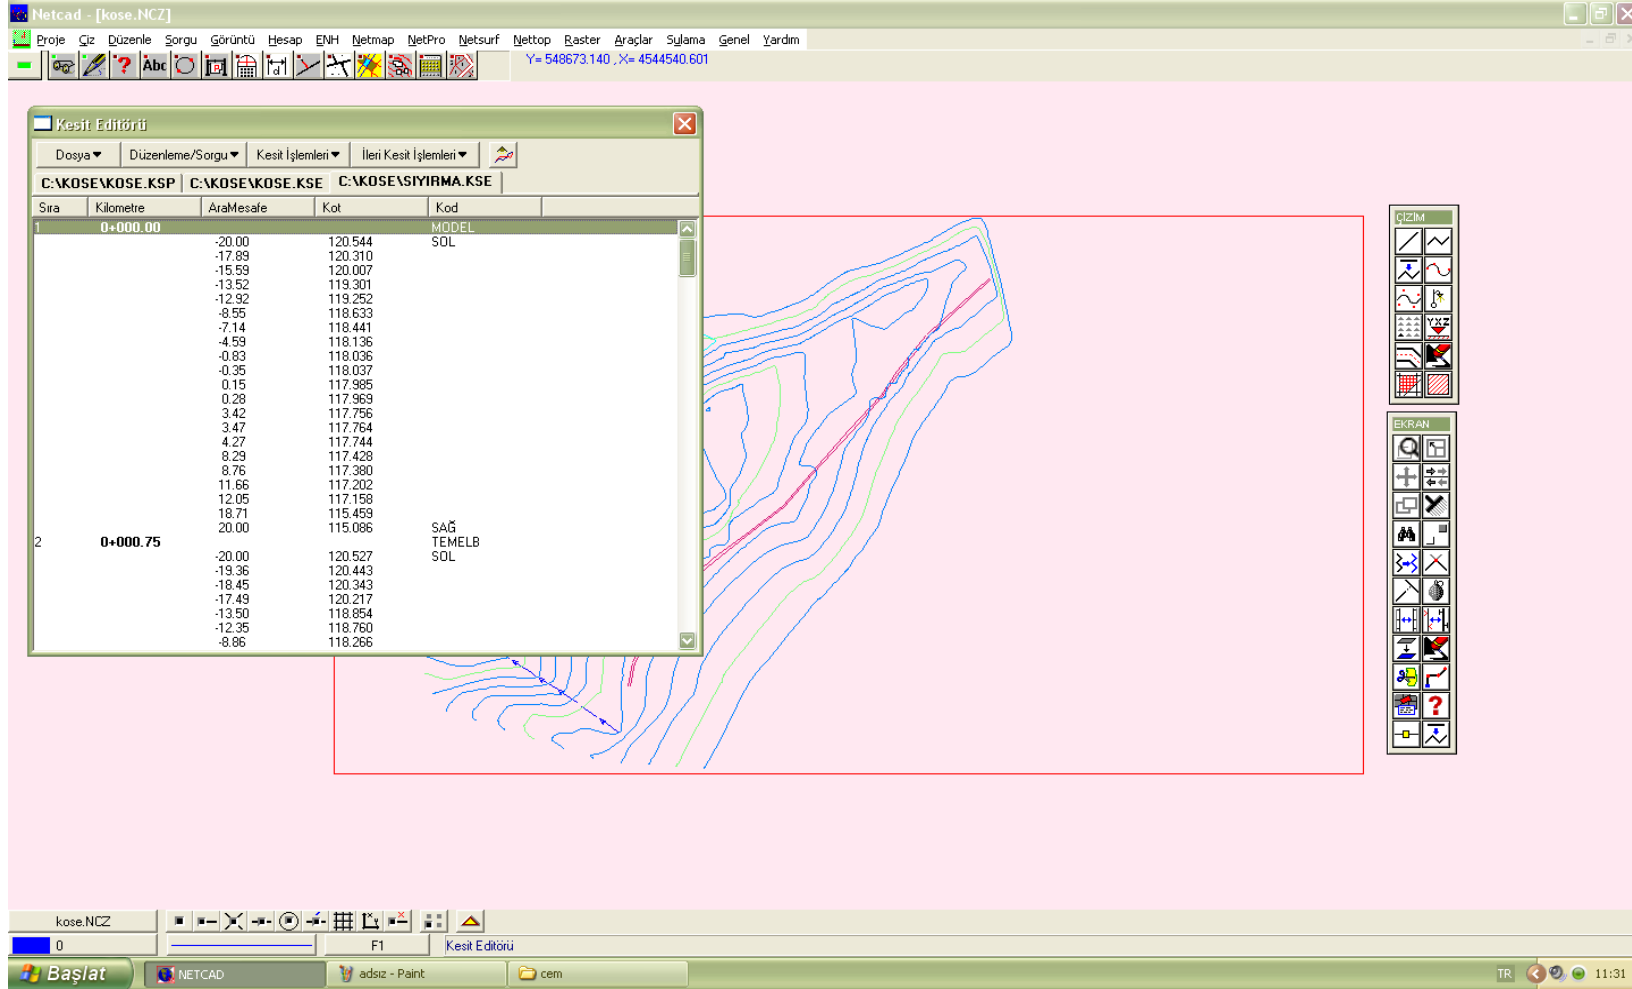 Netcad - [kose.NCZ]
Proje Çiz Düzenle Sorgu Görüntü Hesap ENH Netmap NetPro Netsurf Nettop Raster Araçlar Sulama Genel Yardım
Abc
Y= 548673.140 , X= 4544540.601
Kesit Editörü
Dosya Düzenleme/Sorgu Kesit İşlemleri İleri Kesit İşlemleri
C:\KOSE\KOSE.KSP C:\KOSE\KOSE.KSE C:\KOSE\SIYIRMA.KSE
Sıra Kilometre AraMesafe Kot Kod
1 0+000.00 MODEL
-20.00 120.544 SOL
-17.89 120.310
-15.59 120.007
-13.52 119.301
-12.92 119.252
-8.55 118.633
-7.14 118.441
-4.59 118.136
-0.83 118.036
-0.35 118.037
0.15 117.985
0.28 117.969
3.42 117.756
3.47 117.764
4.27 117.744
8.29 117.428
8.76 117.380
11.66 117.202
12.05 117.158
18.71 115.459
20.00 115.086 SAĞ
2 0+000.75 TEMELB
-20.00 120.527 SOL
-19.36 120.443
-18.45 120.343
-17.49 120.217
-13.50 118.854
-12.35 118.760
-8.86 118.266
ÇİZİM
YXZ
EKRAN
kose.NCZ
0 F1 Kesit Editörü
Başlat NETCAD adsız - Paint cem TR 11:31